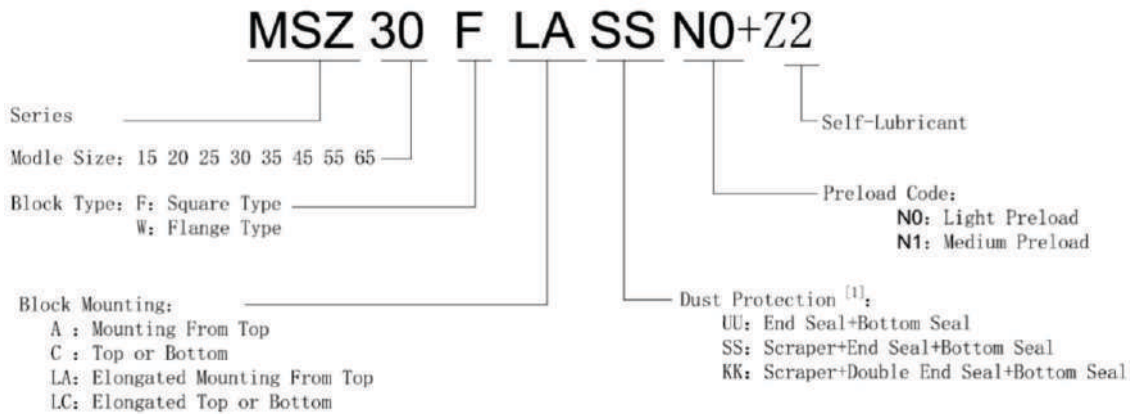 MSZ 30 F LA SS N0+Z2
Series
Self-Lubricant
Modle Size: 15 20 25 30 35 45 55 65
Block Type: F: Square Type
W: Flange Type
Preload Code:
N0: Light Preload
N1: Medium Preload
Block Mounting:
A : Mounting From Top
C : Top or Bottom
LA: Elongated Mounting From Top
LC: Elongated Top or Bottom
Dust Protection [1]:
UU: End Seal+Bottom Seal
SS: Scraper+End Seal+Bottom Seal
KK: Scraper+Double End Seal+Bottom Seal